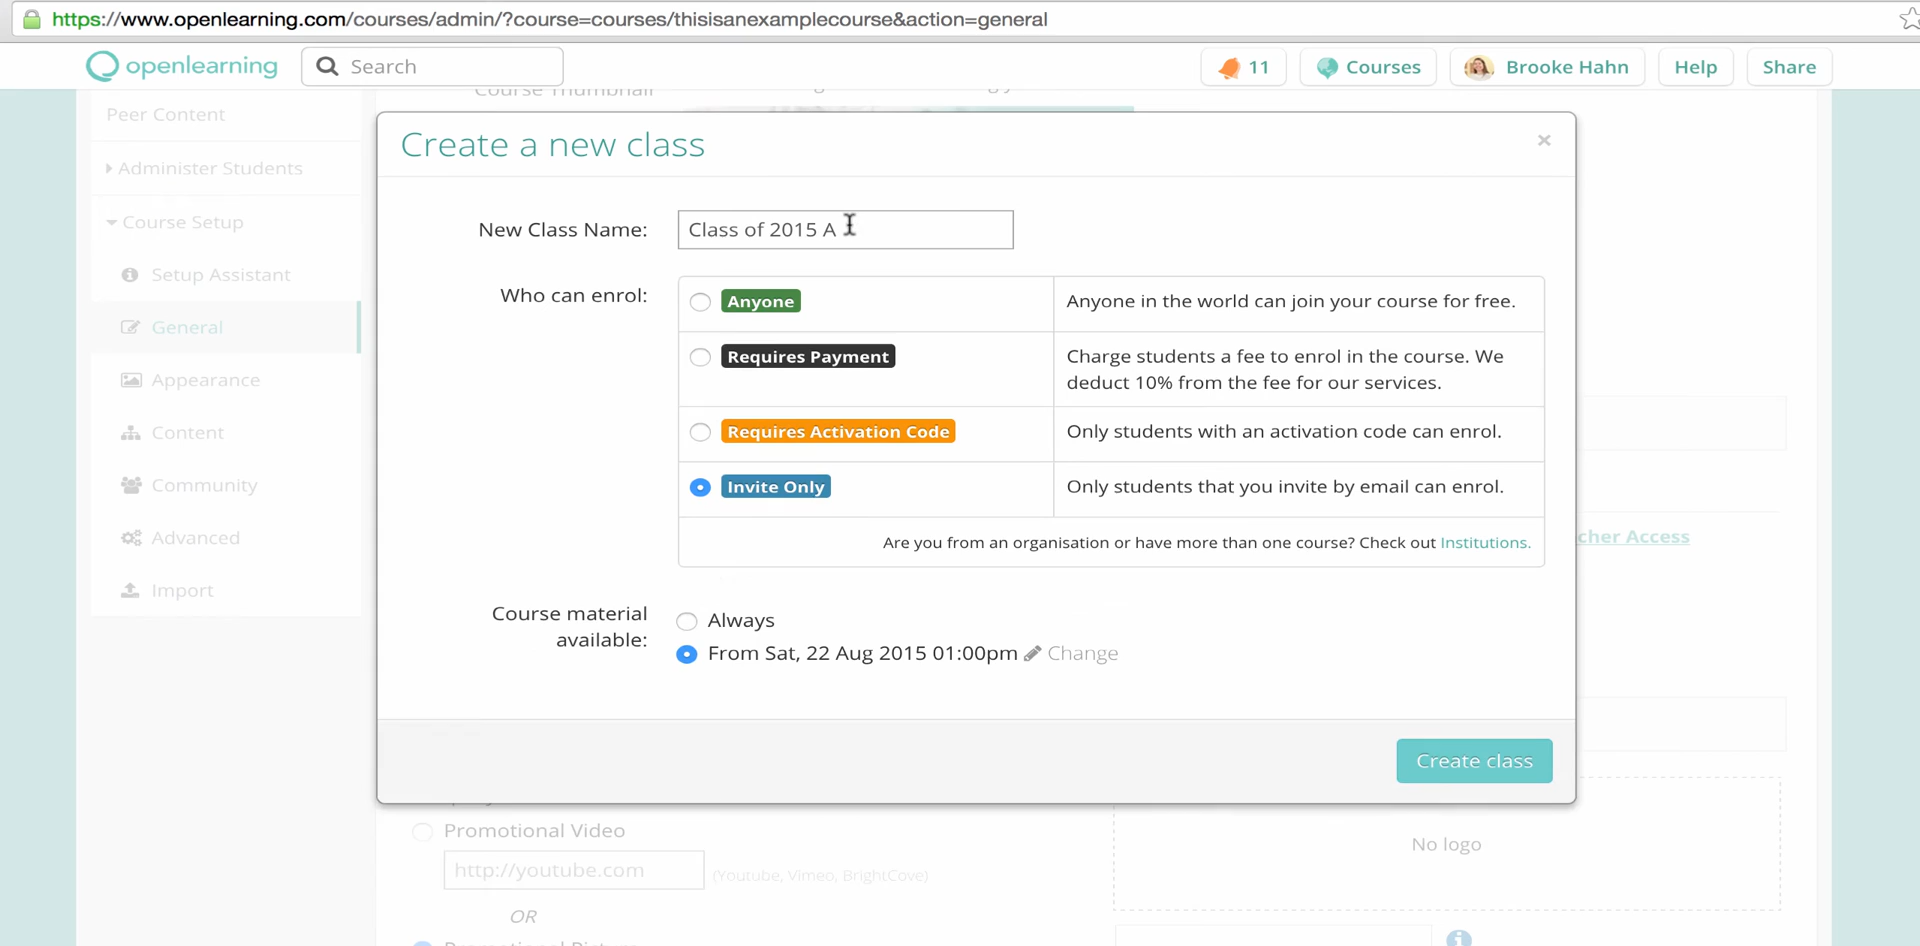 https://www.openlearning.com/courses/admin/?course=courses/thisisanexamplecourse&action=general
openlearning
Search
11
Courses
Brooke Hahn
Help
Share
Course Thumbnail
Peer Content
Administer Students
Course Setup
Setup Assistant
General
Appearance
Content
Community
Advanced
Import
Create a new class
×
New Class Name:
Class of 2015 A
Who can enrol:
Anyone
Anyone in the world can join your course for free.
Requires Payment
Charge students a fee to enrol in the course. We
deduct 10% from the fee for our services.
Requires Activation Code
Only students with an activation code can enrol.
Invite Only
Only students that you invite by email can enrol.
Are you from an organisation or have more than one course? Check out Institutions.
cher Access
Course material
available:
Always
From Sat, 22 Aug 2015 01:00pm
Change
Create class
Promotional Video
http://youtube.com
(Youtube, Vimeo, BrightCove)
OR
No logo